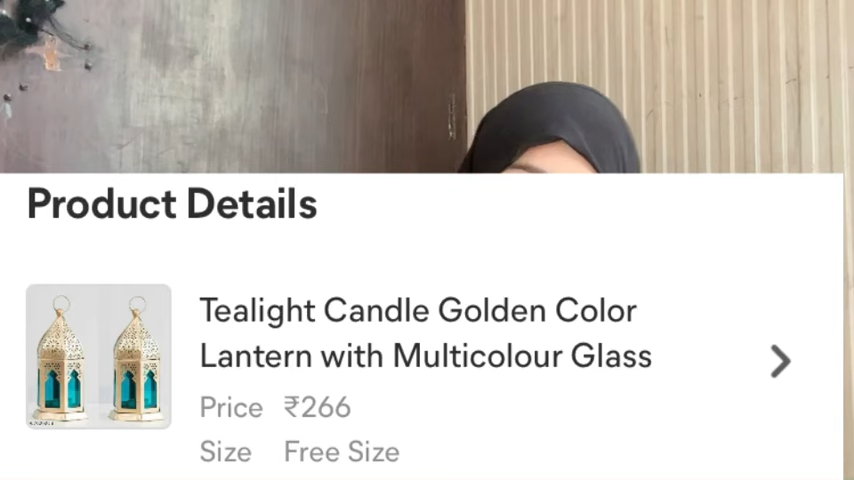 Product Details
Tealight Candle Golden Color
Lantern with Multicolour Glass
Price ₹266
Size Free Size